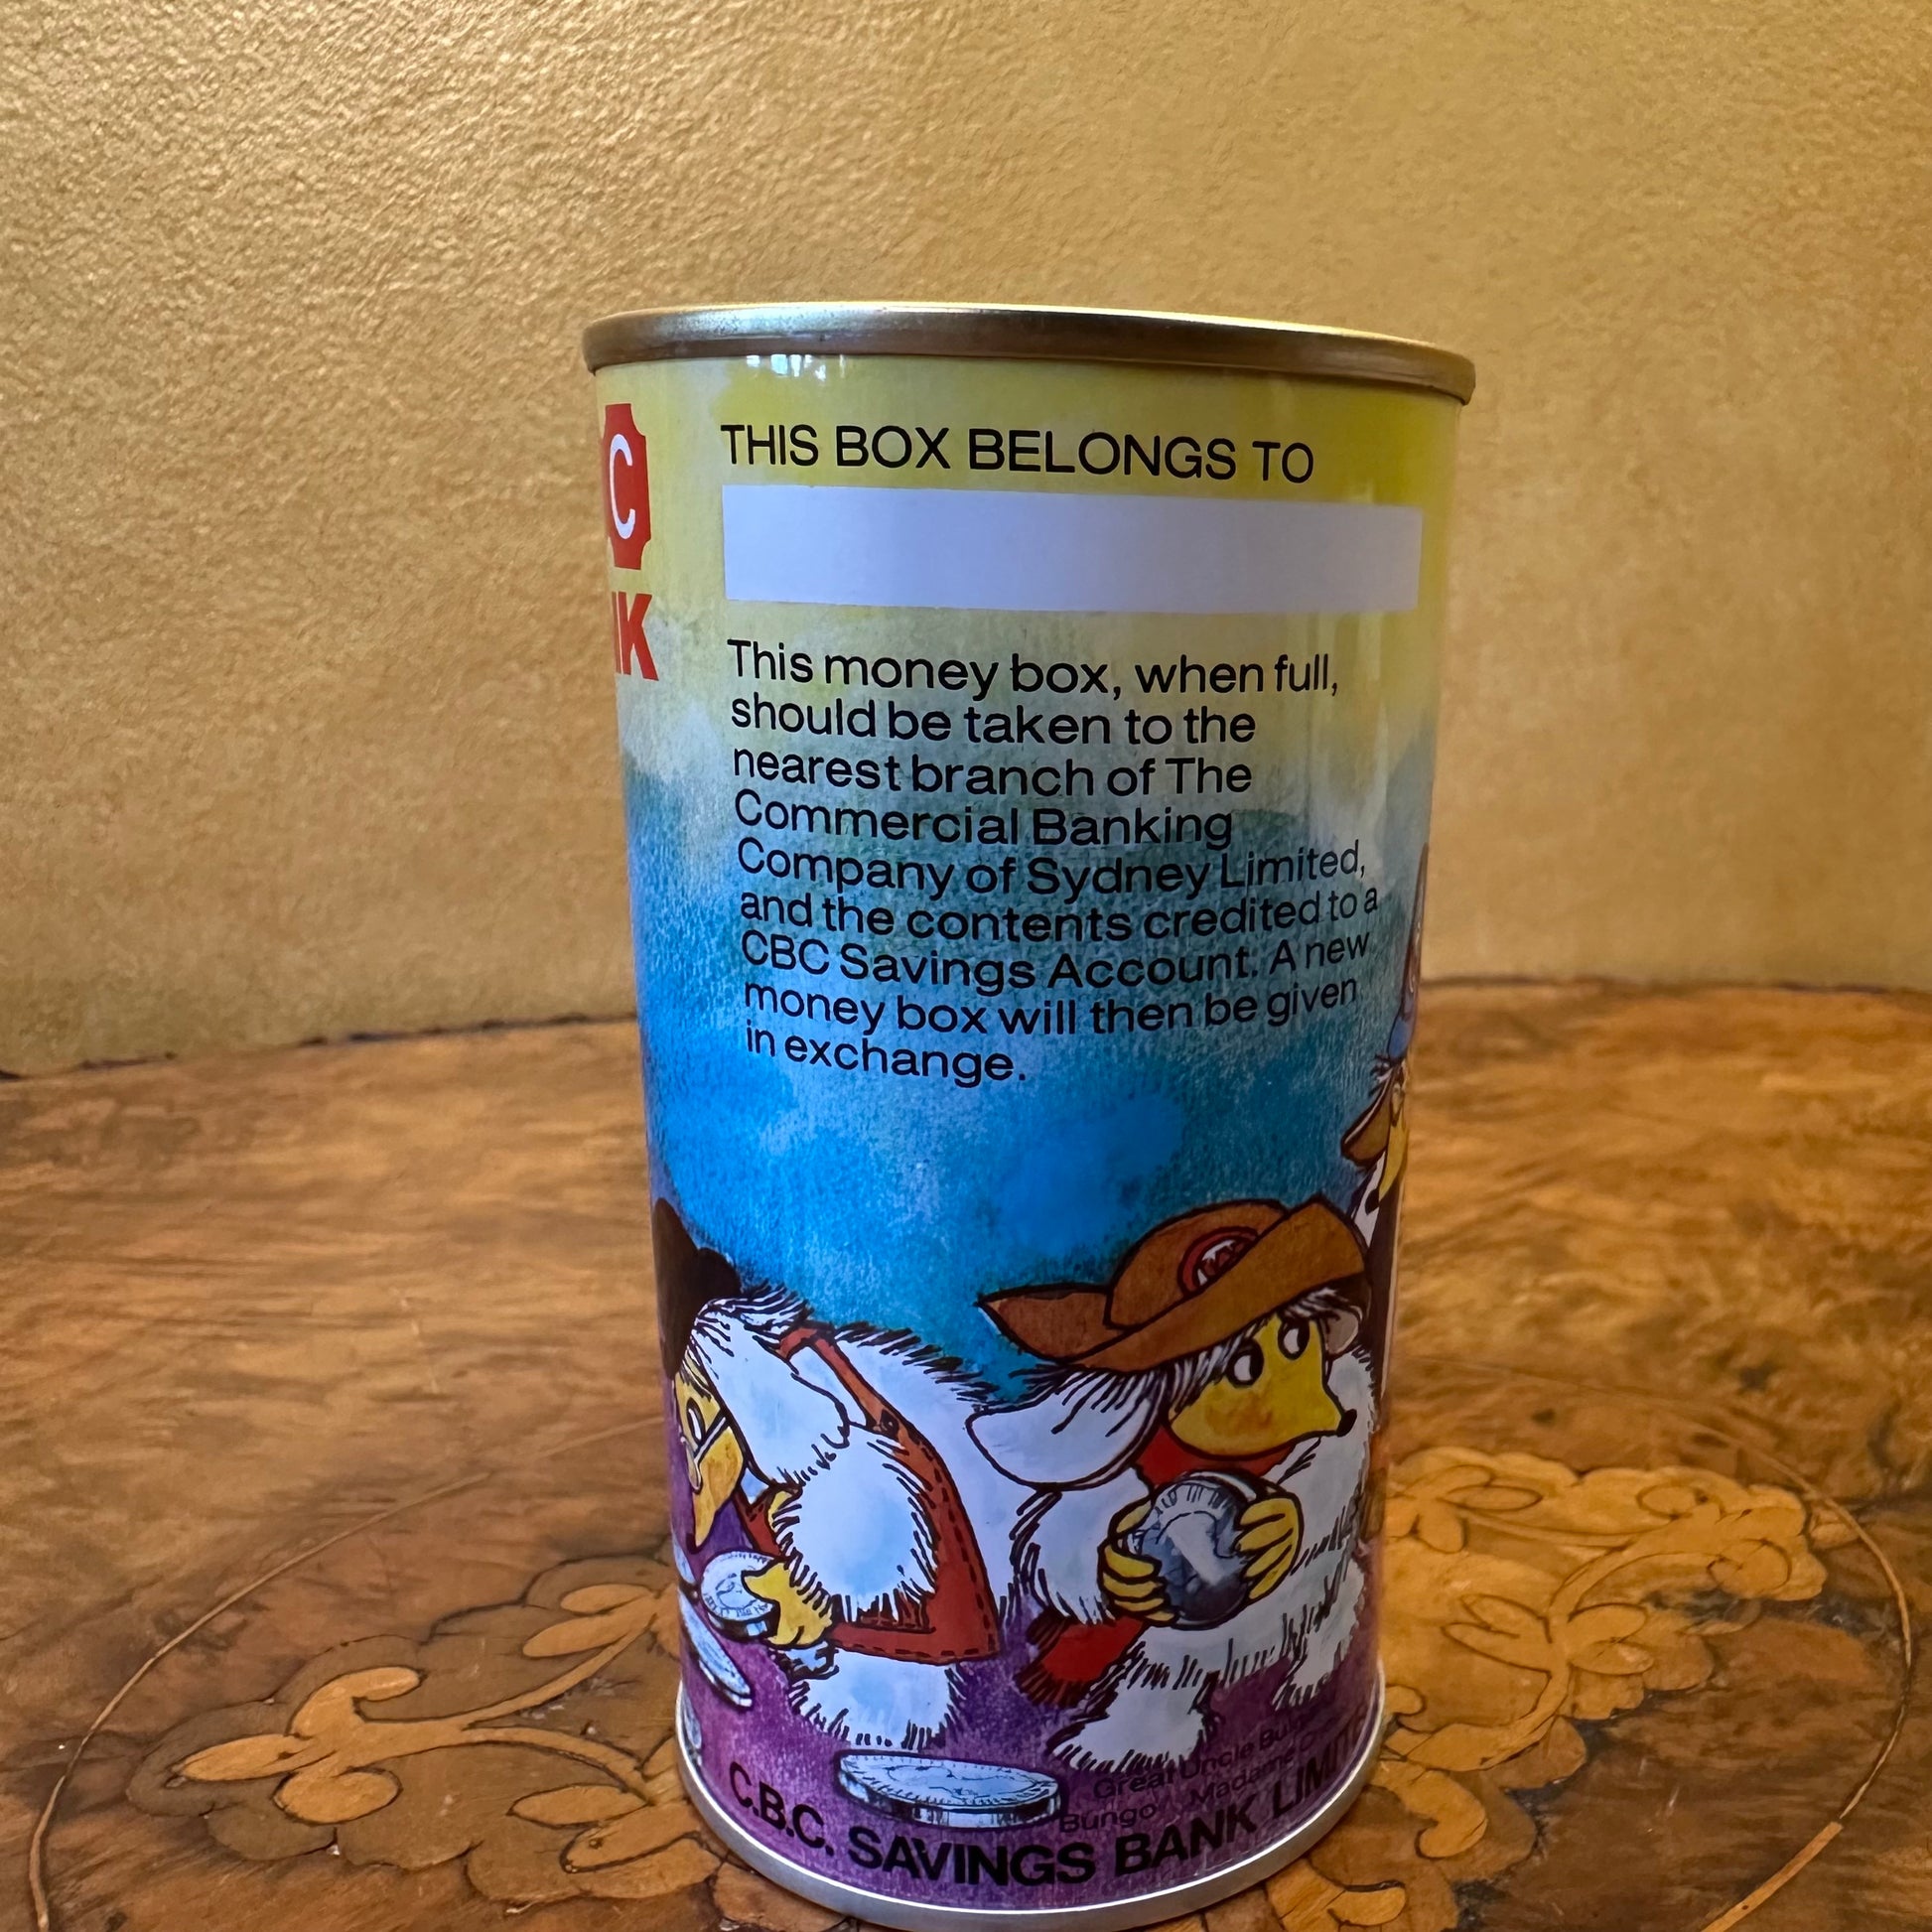 C
NK
THIS BOX BELONGS TO
This money box, when full,
should be taken to the
nearest branch of The
Commercial Banking
Company of Sydney Limited,
and the contents credited to a
CBC Savings Account. A new
money box will then be given
in exchange.
Great Uncle
Bungo Madame
C.B.C. SAVINGS BANK LIMIT